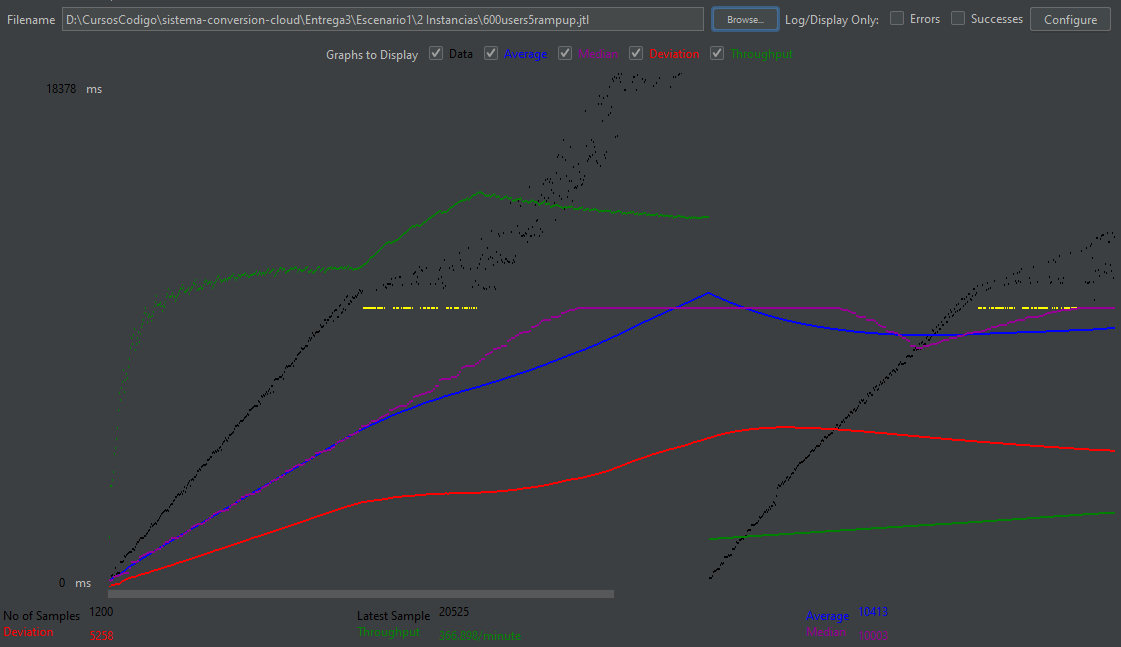 Filename D:\CursosCodigo\sistema-conversion-cloud\Entrega3\Escenario1\2 Instancias\600users5rampup.jtl Browse... Log/Display Only: Errors Successes Configure
Graphs to Display Data Average Median Deviation Throughput
18378 ms
0 ms
No of Samples 1200 Latest Sample 20525 Average 10413
Deviation 5258 Throughput 366.898/minute Median